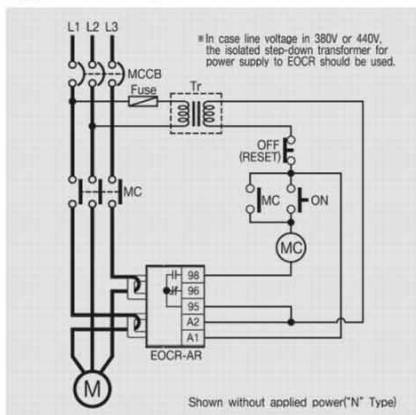 L1 L2 L3
※In case line voltage in 380V or 440V,
the isolated step-down transformer for
power supply to EOCR should be used.
MCCB
Fuse
Tr
OFF
(RESET)
MC
MC
ON
MC
98
96
95
A2
A1
EOCR-AR
M
Shown without applied power("N" Type)